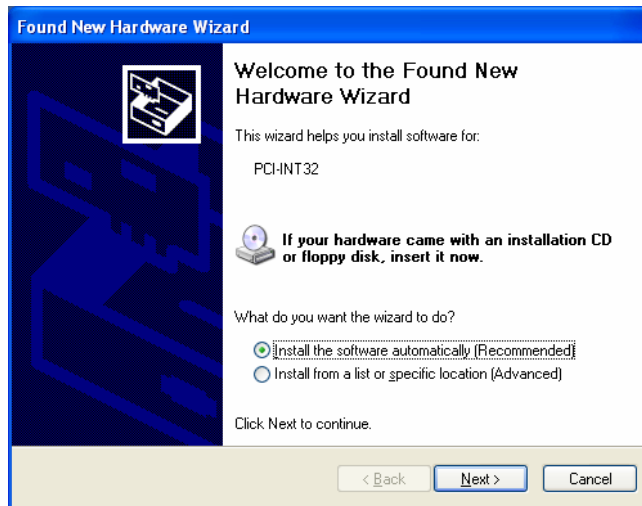 Found New Hardware Wizard
Welcome to the Found New
Hardware Wizard
This wizard helps you install software for:
PCI-INT32
If your hardware came with an installation CD
or floppy disk, insert it now.
What do you want the wizard to do?
Install the software automatically (Recommended)
Install from a list or specific location (Advanced)
Click Next to continue.
< Back
Next >
Cancel